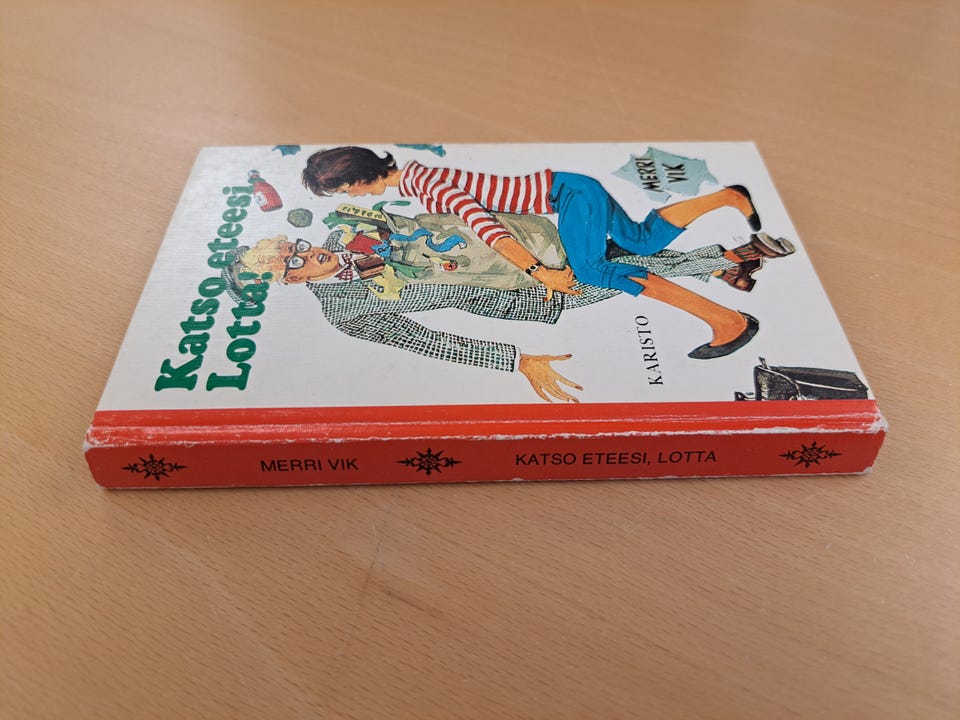 Katso eteesi,
Lotta!
MERRI
VIK
KARISTO
MERRI VIK
KATSO ETEESI, LOTTA